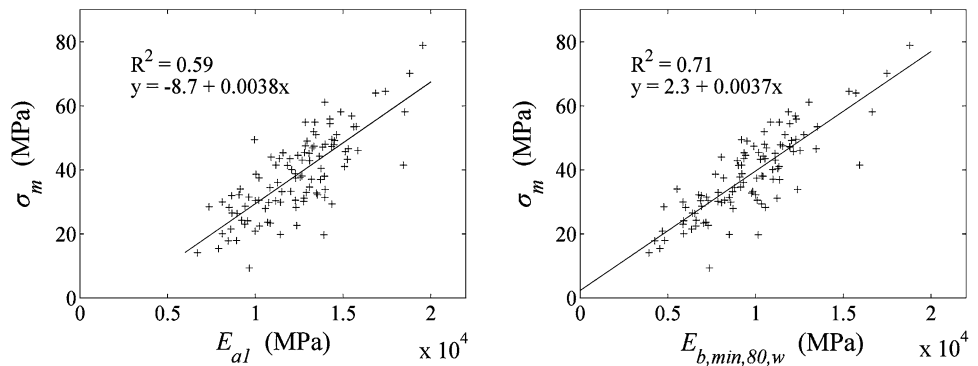 80
60
40
20
0
σm (MPa)
R² = 0.59
y = -8.7 + 0.0038x
0 0.5 1 1.5 2
x 10⁴
Ea1 (MPa)
80
60
40
20
0
σm (MPa)
R² = 0.71
y = 2.3 + 0.0037x
0 0.5 1 1.5 2
x 10⁴
Eb,min,80,w (MPa)